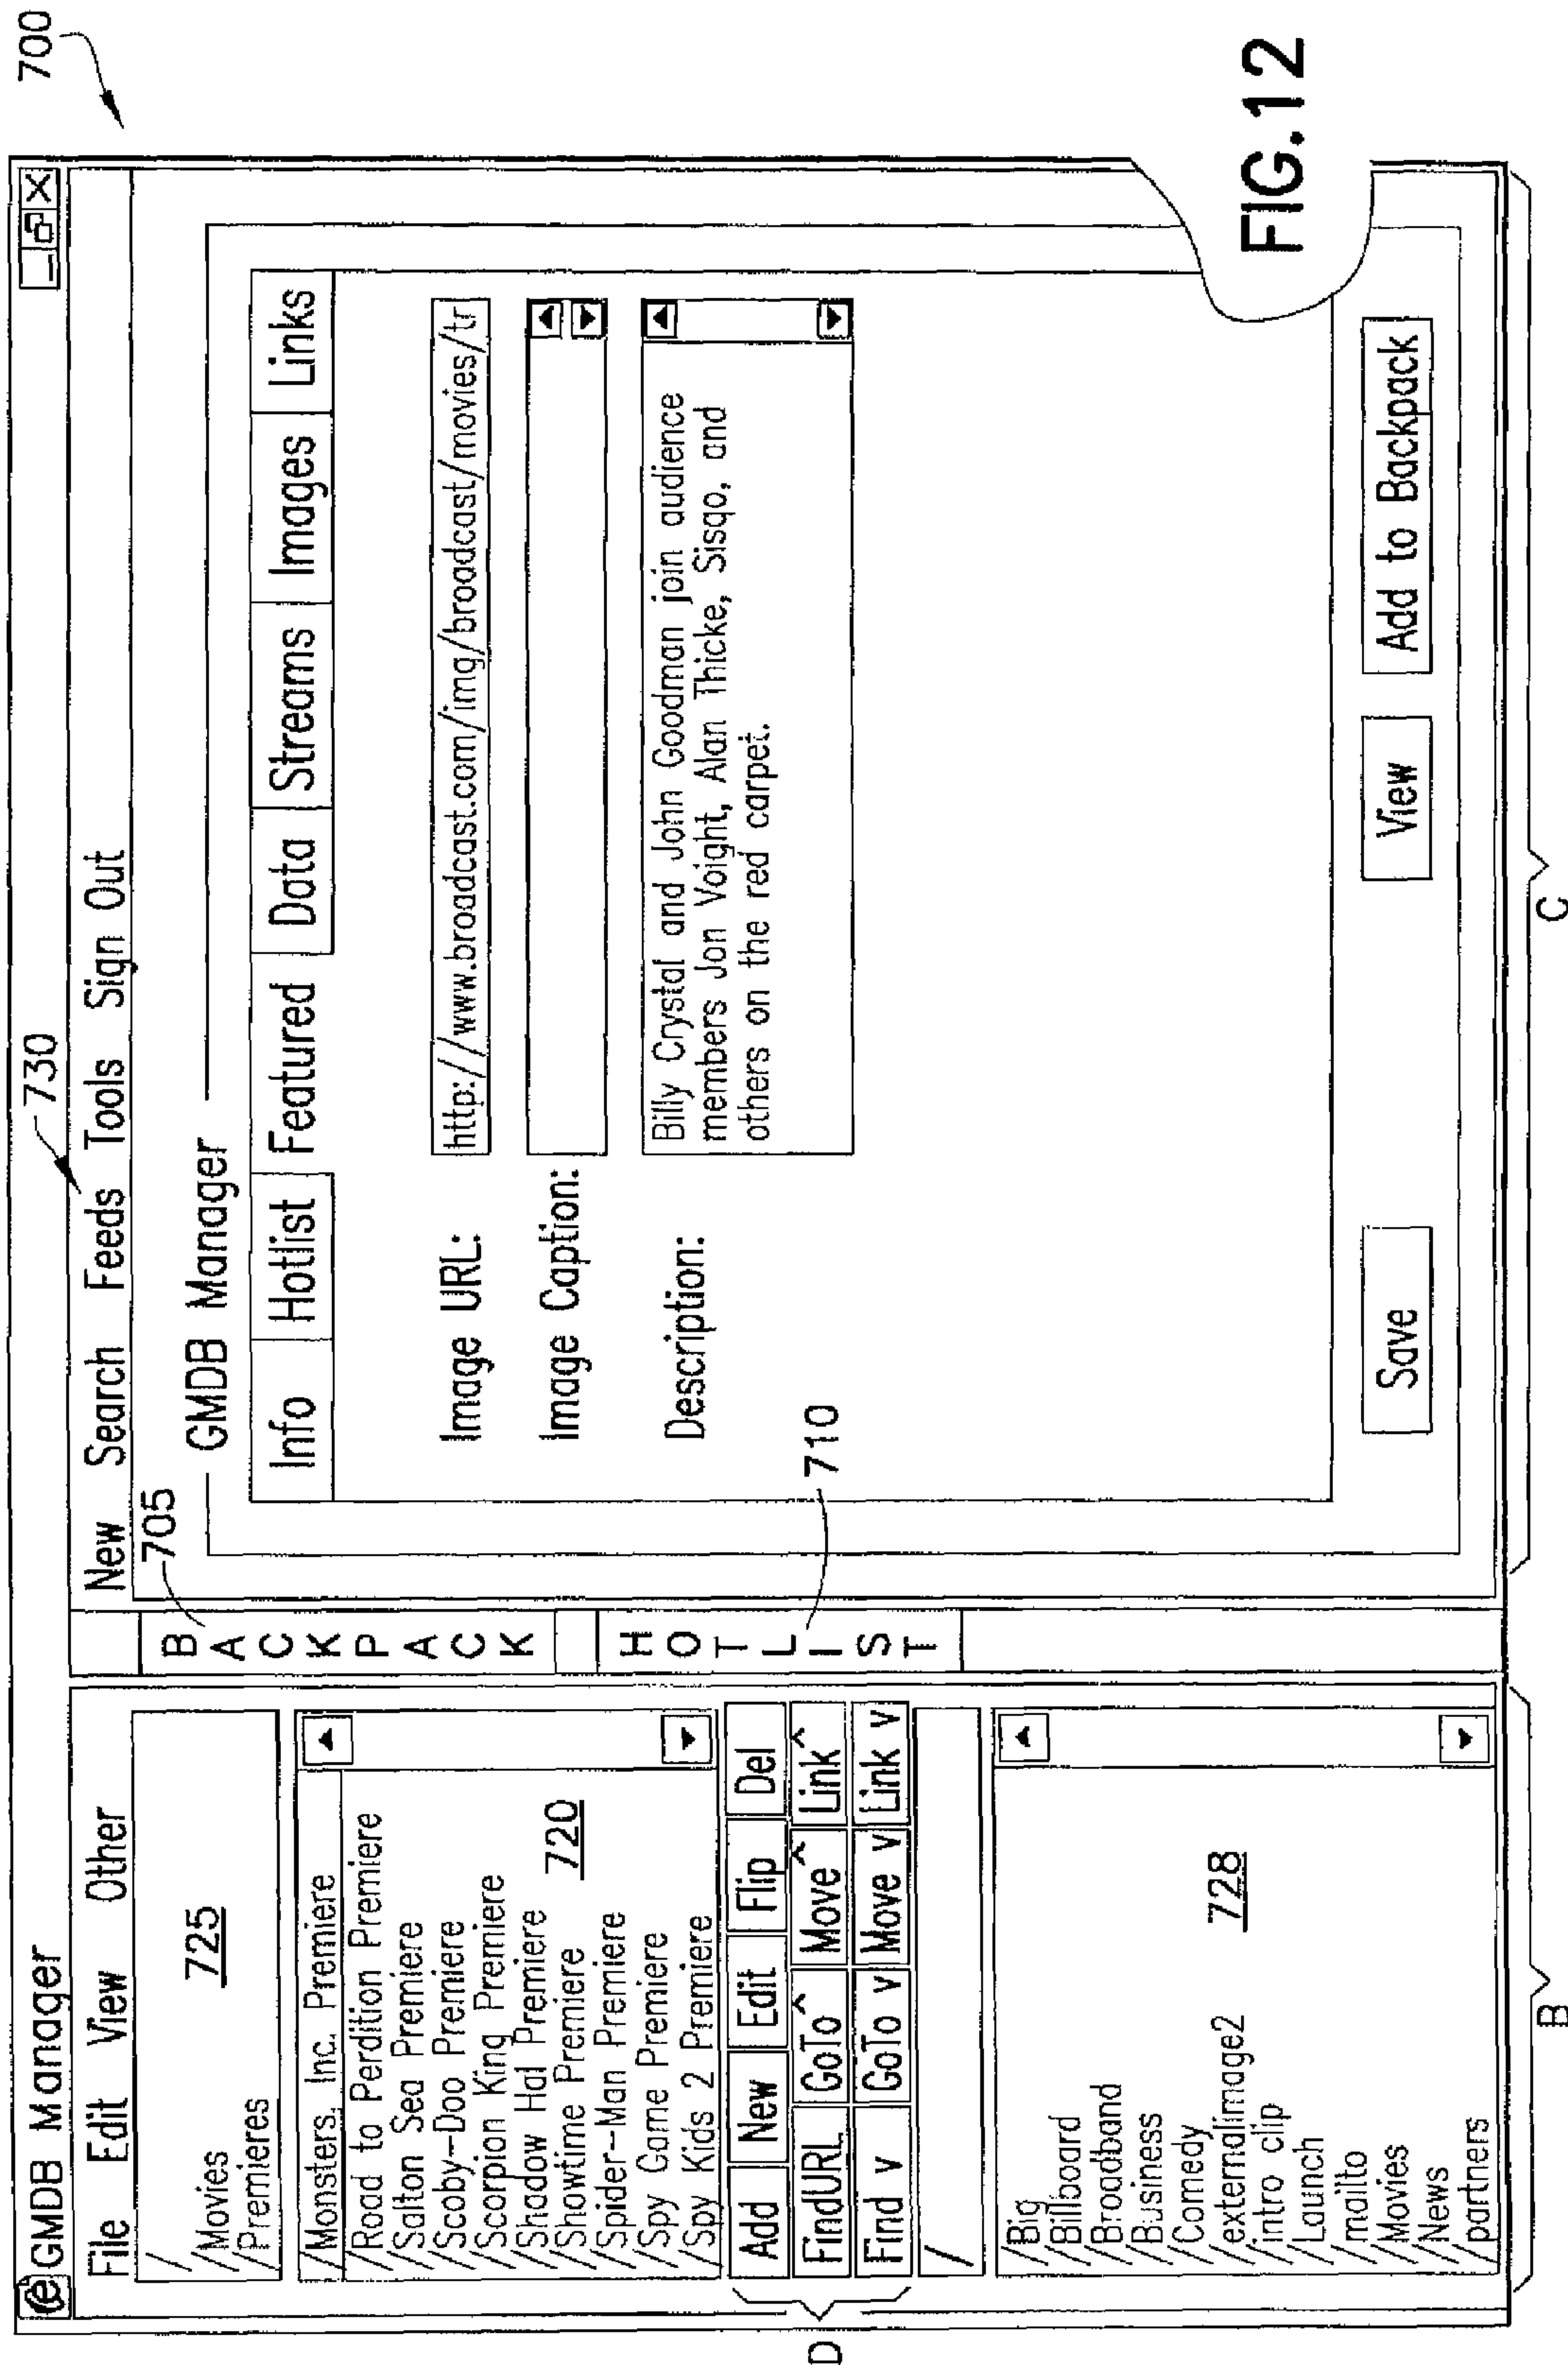 700
@ GMDB Manager
File Edit View Other
725
/
//Movies
/Premieres
//Monsters, Inc. Premiere
//Road to Perdition Premiere
//Salton Sea Premiere
//Scoby-Doo Premiere
//Scorpion King Premiere
//Shadow Hal Premiere
//Showtime Premiere
//Spider-Man Premiere
//Spy Game Premiere
//Spy Kids 2 Premiere
720
Add New Edit Flip Del
FindURL GoTo ^ Move ^ Link ^
Find v GoTo v Move v Link v
/
D
//Big
//Billboard
//Broadband
//Business
//Comedy
//externalimage2
//intro clip
//Launch
//mailto
//Movies
//News
//partners
728
B
BACKPACK
705
HOTLIST
710
New Search Feeds Tools Sign Out
730
GMDB Manager
Info Hotlist Featured Data Streams Images Links
Image URL: http://www.broadcast.com/img/broadcast/movies/tr
Image Caption:
Description: Billy Crystal and John Goodman join audience
members Jon Voight, Alan Thicke, Sisqo, and
others on the red carpet.
Save View Add to Backpack
C
FIG.12